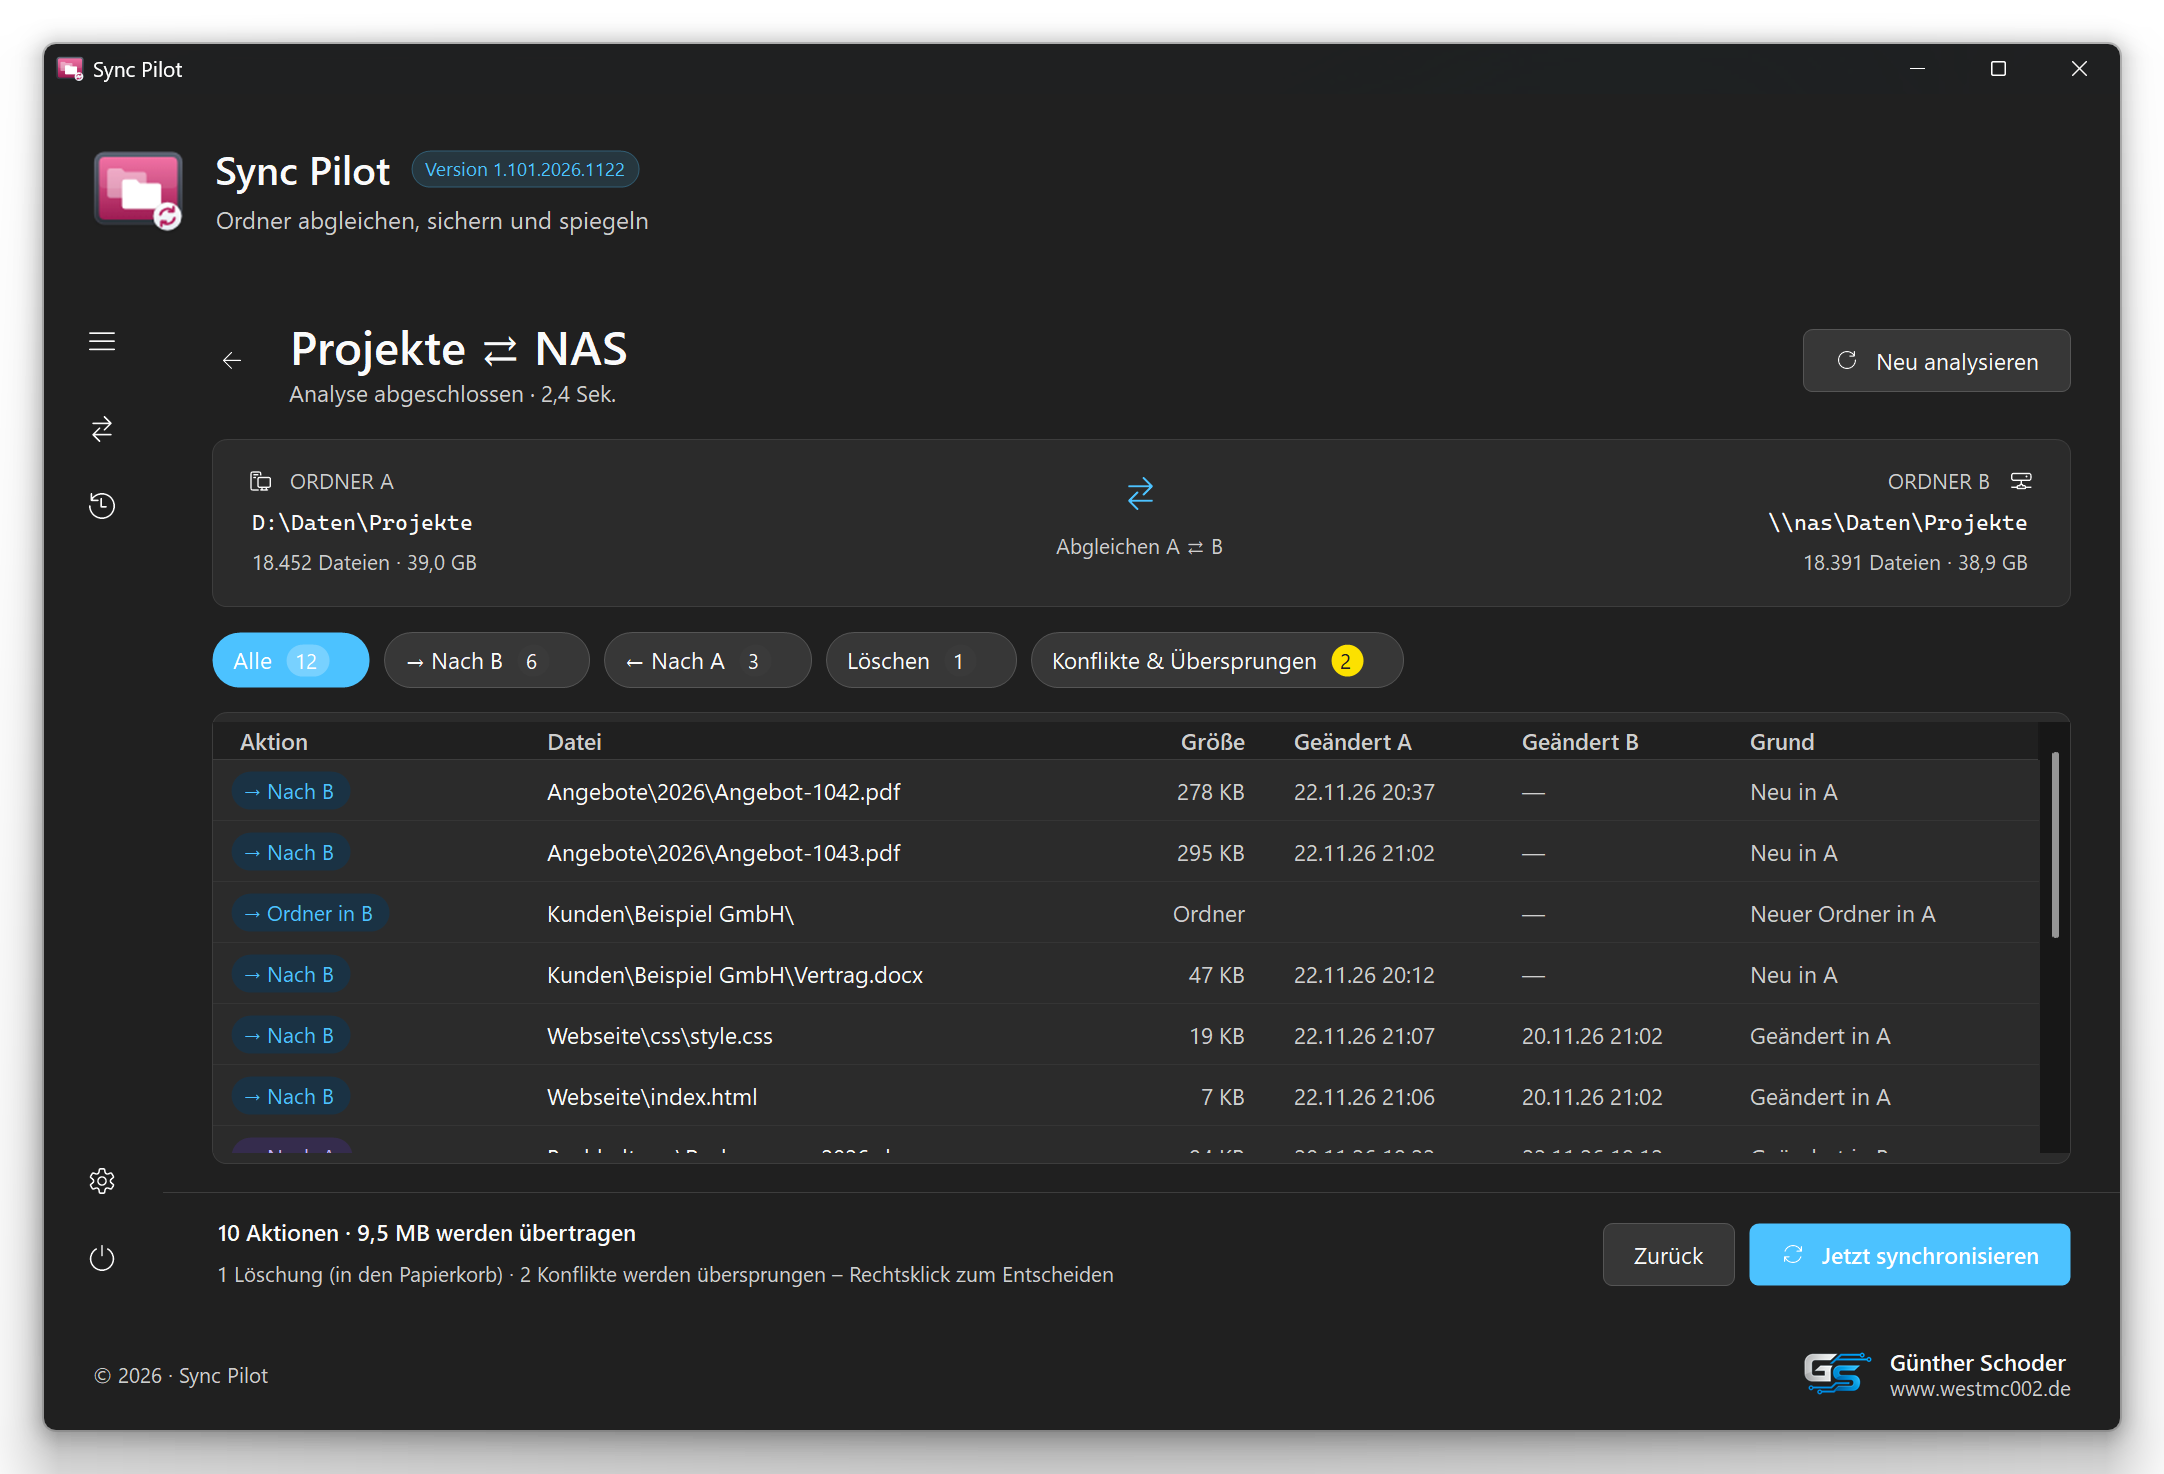 Sync Pilot
Sync Pilot Version 1.101.2026.1122
Ordner abgleichen, sichern und spiegeln
Projekte ⇄ NAS
Analyse abgeschlossen · 2,4 Sek.
Neu analysieren
ORDNER A
D:\Daten\Projekte
18.452 Dateien · 39,0 GB
Abgleichen A ⇄ B
ORDNER B
\\nas\Daten\Projekte
18.391 Dateien · 38,9 GB
Alle 12 → Nach B 6 ← Nach A 3 Löschen 1 Konflikte & Übersprungen 2
Aktion Datei Größe Geändert A Geändert B Grund
→ Nach B Angebote\2026\Angebot-1042.pdf 278 KB 22.11.26 20:37 — Neu in A
→ Nach B Angebote\2026\Angebot-1043.pdf 295 KB 22.11.26 21:02 — Neu in A
→ Ordner in B Kunden\Beispiel GmbH\ Ordner — Neuer Ordner in A
→ Nach B Kunden\Beispiel GmbH\Vertrag.docx 47 KB 22.11.26 20:12 — Neu in A
→ Nach B Webseite\css\style.css 19 KB 22.11.26 21:07 20.11.26 21:02 Geändert in A
→ Nach B Webseite\index.html 7 KB 22.11.26 21:06 20.11.26 21:02 Geändert in A
10 Aktionen · 9,5 MB werden übertragen
1 Löschung (in den Papierkorb) · 2 Konflikte werden übersprungen – Rechtsklick zum Entscheiden
Zurück
Jetzt synchronisieren
© 2026 · Sync Pilot
GS
Günther Schoder
www.westmc002.de